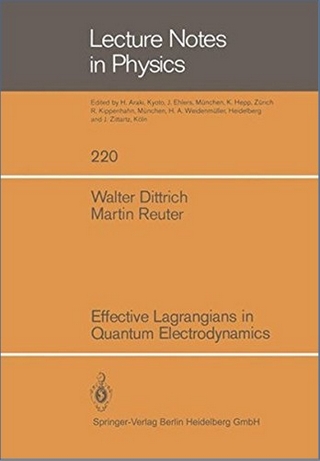 Lecture Notes
in Physics
Edited by H. Araki, Kyoto, J. Ehlers, München, K. Hepp, Zürich
R. Kippenhahn, München, H. A. Weidenmüller, Heidelberg
and J. Zittartz, Köln
220
Walter Dittrich
Martin Reuter
Effective Lagrangians in
Quantum Electrodynamics
Springer-Verlag Berlin Heidelberg GmbH